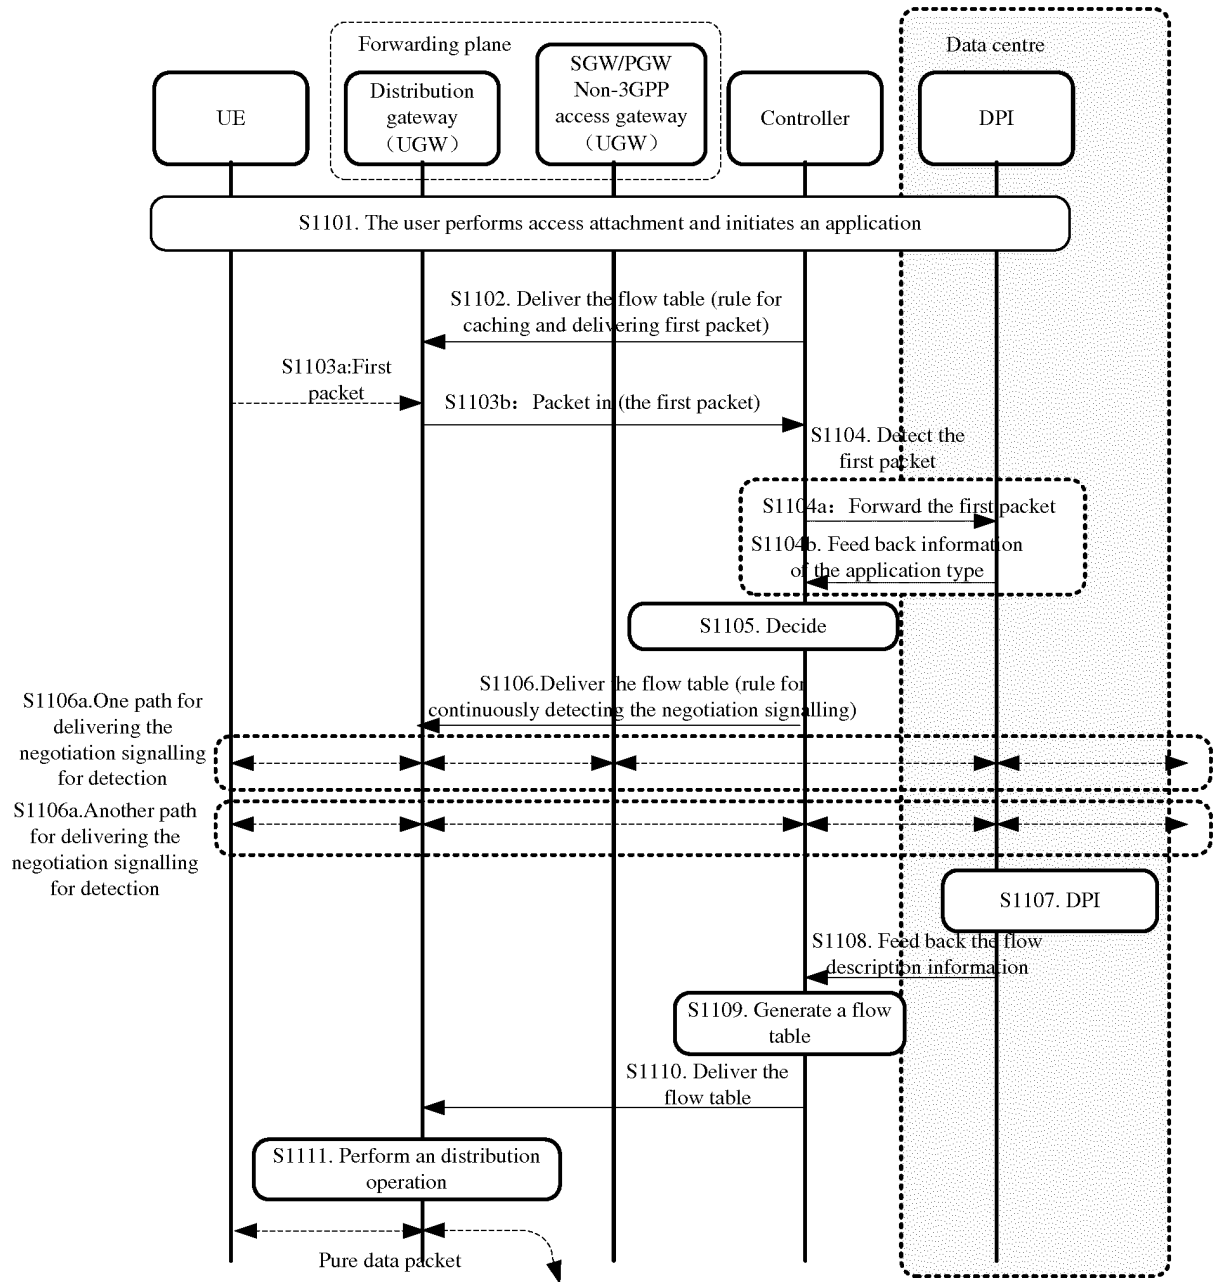 Forwarding plane
Data centre
UE
Distribution
gateway
（UGW）
SGW/PGW
Non-3GPP
access gateway
（UGW）
Controller
DPI
S1101. The user performs access attachment and initiates an application
S1102. Deliver the flow table (rule for
caching and delivering first packet)
S1103a:First
packet
S1103b：Packet in (the first packet)
S1104. Detect the
first packet
S1104a：Forward the first packet
S1104b. Feed back information
of the application type
S1105. Decide
S1106.Deliver the flow table (rule for
continuously detecting the negotiation signalling)
S1106a.One path for
delivering the
negotiation signalling
for detection
S1106a.Another path
for delivering the
negotiation signalling
for detection
S1107. DPI
S1108. Feed back the flow
description information
S1109. Generate a flow
table
S1110. Deliver the
flow table
S1111. Perform an distribution
operation
Pure data packet